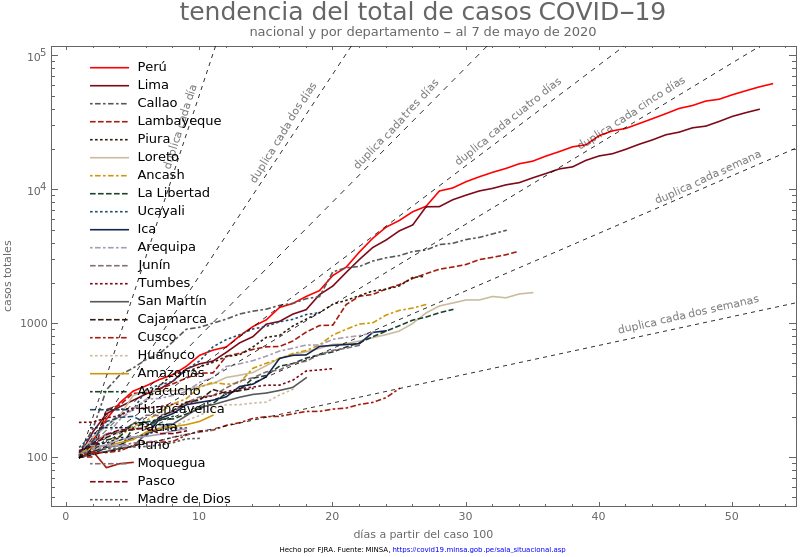 tendencia del total de casos COVID−19
nacional y por departamento − al 7 de mayo de 2020
casos totales
10^5
10^4
1000
100
Perú
Lima
Callao
Lambayeque
Piura
Loreto
Ancash
La Libertad
Ucayali
Ica
Arequipa
Junín
Tumbes
San Martín
Cajamarca
Cusco
Huánuco
Amazonas
Ayacucho
Huancavelica
Tacna
Puno
Moquegua
Pasco
Madre de Dios
duplica cada día
duplica cada dos días
duplica cada tres días
duplica cada cuatro días
duplica cada cinco días
duplica cada semana
duplica cada dos semanas
0 10 20 30 40 50
días a partir del caso 100
Hecho por FJRA. Fuente: MINSA, https://covid19.minsa.gob.pe/sala_situacional.asp